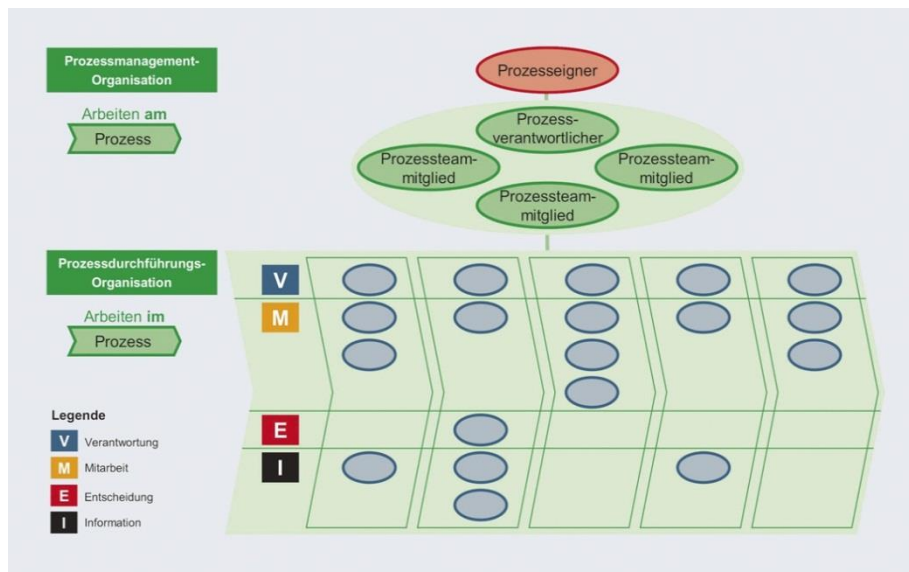 Prozessmanagement-
Organisation
Arbeiten am
Prozess
Prozesseigner
Prozess-
verantwortlicher
Prozessteam-
mitglied
Prozessteam-
mitglied
Prozessteam-
mitglied
Prozessdurchführungs-
Organisation
Arbeiten im
Prozess
V
M
E
I
Legende
V Verantwortung
M Mitarbeit
E Entscheidung
I Information